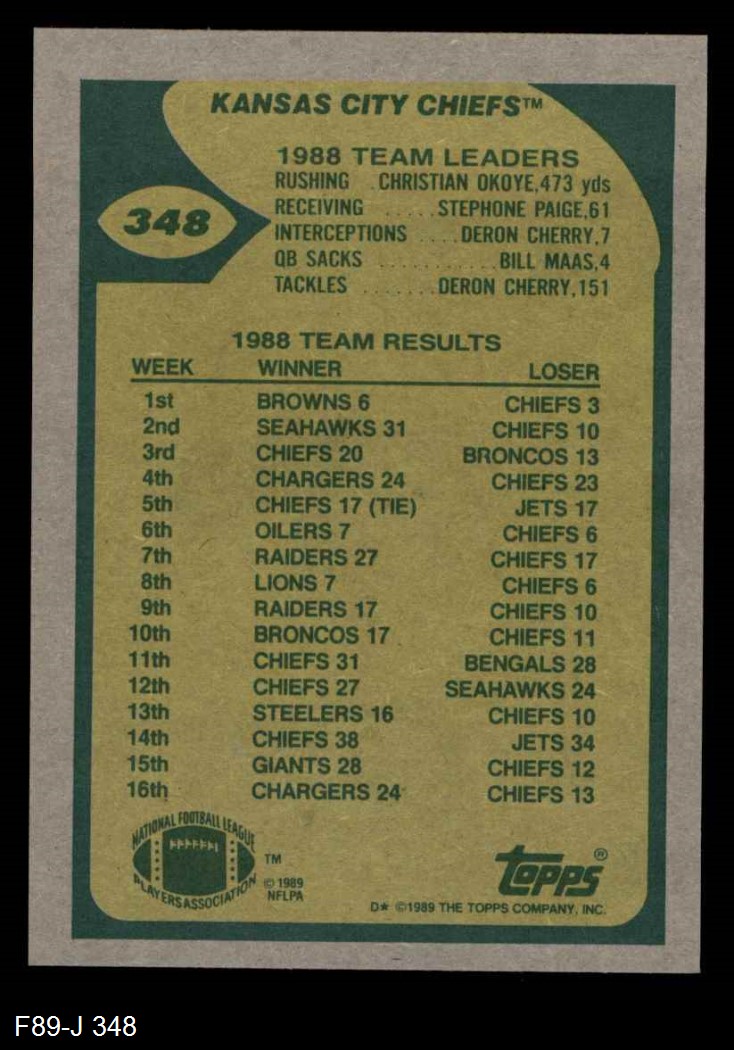 KANSAS CITY CHIEFS™
1988 TEAM LEADERS
RUSHING . CHRISTIAN OKOYE, 473 yds
348
RECEIVING ..... STEPHONE PAIGE, 61
INTERCEPTIONS .... DERON CHERRY, 7
QB SACKS ............ BILL MAAS, 4
TACKLES ....... DERON CHERRY, 151
1988 TEAM RESULTS
WEEK WINNER LOSER
1st BROWNS 6 CHIEFS 3
2nd SEAHAWKS 31 CHIEFS 10
3rd CHIEFS 20 BRONCOS 13
4th CHARGERS 24 CHIEFS 23
5th CHIEFS 17 (TIE) JETS 17
6th OILERS 7 CHIEFS 6
7th RAIDERS 27 CHIEFS 17
8th LIONS 7 CHIEFS 6
9th RAIDERS 17 CHIEFS 10
10th BRONCOS 17 CHIEFS 11
11th CHIEFS 31 BENGALS 28
12th CHIEFS 27 SEAHAWKS 24
13th STEELERS 16 CHIEFS 10
14th CHIEFS 38 JETS 34
15th GIANTS 28 CHIEFS 12
16th CHARGERS 24 CHIEFS 13
NATIONAL FOOTBALL LEAGUE
PLAYERS ASSOCIATION
TM
© 1989
NFLPA
topps®
D* ©1989 THE TOPPS COMPANY, INC.
F89-J 348